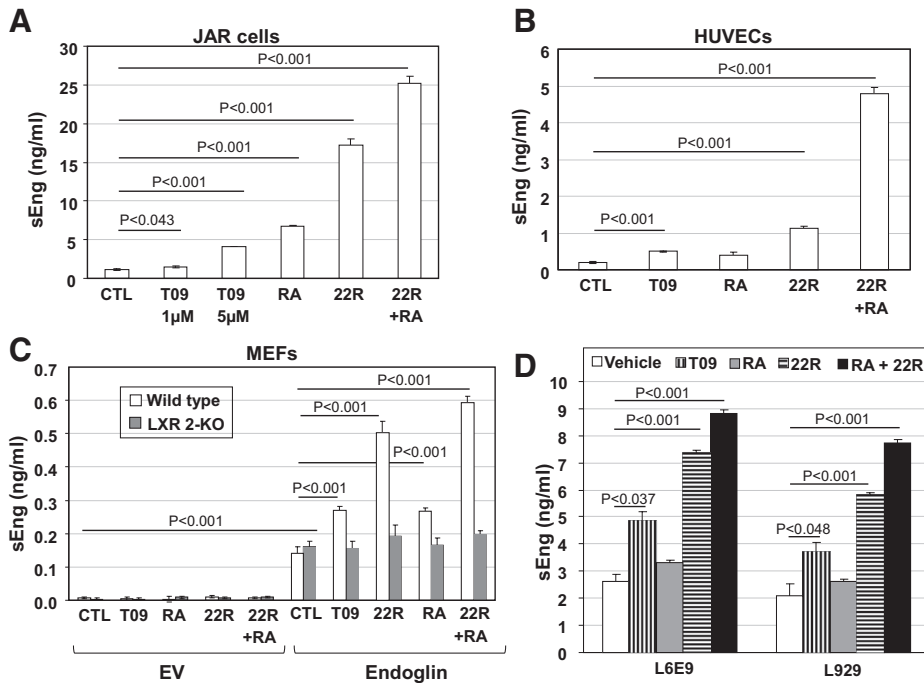 A
JAR cells
sEng (ng/ml)
30
25
20
15
10
5
0
P<0.001
P<0.001
P<0.001
P<0.001
P<0.043
CTL T09 T09 RA 22R 22R
1µM 5µM +RA
B
HUVECs
sEng (ng/ml)
6
5
4
3
2
1
0
P<0.001
P<0.001
P<0.001
CTL T09 RA 22R 22R
+RA
C
MEFs
sEng (ng/ml)
0.7
0.6
0.5
0.4
0.3
0.2
0.1
0.0
Wild type
LXR 2-KO
P<0.001
P<0.001
P<0.001
P<0.001
P<0.001
CTL T09 RA 22R 22R CTL T09 22R RA 22R
+RA +RA
EV Endoglin
D
Vehicle T09 RA 22R RA + 22R
sEng (ng/ml)
10
9
8
7
6
5
4
3
2
1
0
P<0.001
P<0.001
P<0.037
P<0.001
P<0.001
P<0.048
L6E9 L929